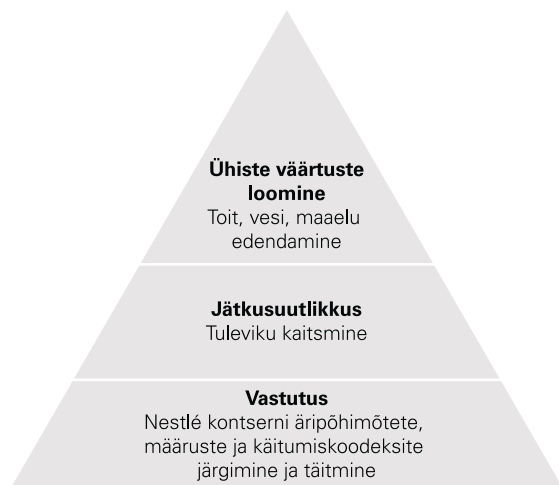 Ühiste väärtuste
loomine
Toit, vesi, maaelu
edendamine
Jätkusuutlikkus
Tuleviku kaitsmine
Vastutus
Nestlé kontserni äripõhimõtete,
määruste ja käitumiskoodeksite
järgimine ja täitmine